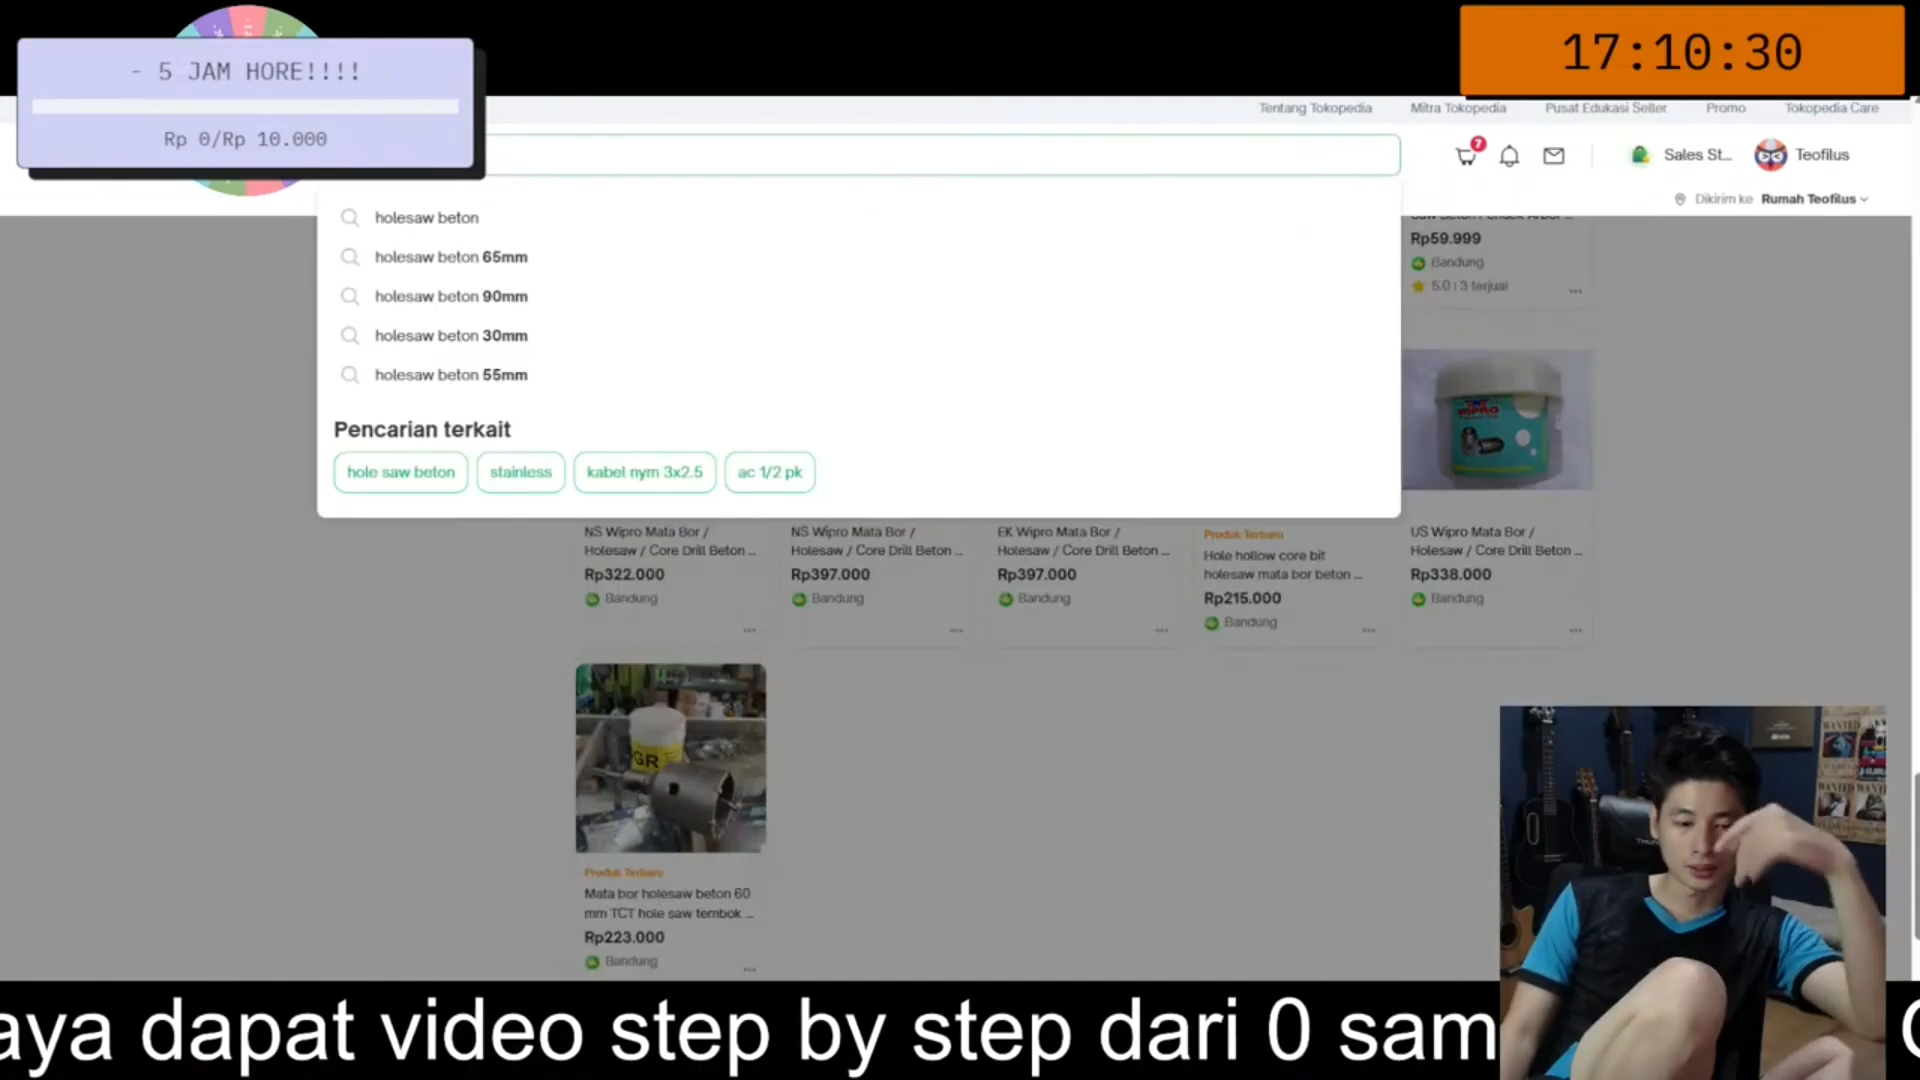 - 5 JAM HORE!!!!
Rp 0/Rp 10.000
17:10:30
Tentang Tokopedia
Mitra Tokopedia
Pusat Edukasi Seller
Promo
Tokopedia Care
7
Sales St...
Teofilus
Dikirim ke Rumah Teofilus
holesaw beton
holesaw beton 65mm
holesaw beton 90mm
holesaw beton 30mm
holesaw beton 55mm
Pencarian terkait
hole saw beton
stainless
kabel nym 3x2.5
ac 1/2 pk
Rp59.999
Bandung
5.0 | 3 terjual
WIPRO
NS Wipro Mata Bor /
Holesaw / Core Drill Beton ...
Rp322.000
Bandung
NS Wipro Mata Bor /
Holesaw / Core Drill Beton ...
Rp397.000
Bandung
EK Wipro Mata Bor /
Holesaw / Core Drill Beton ...
Rp397.000
Bandung
Produk Terbaru
Hole hollow core bit
holesaw mata bor beton ...
Rp215.000
Bandung
US Wipro Mata Bor /
Holesaw / Core Drill Beton ...
Rp338.000
Bandung
GR
Produk Terbaru
Mata bor holesaw beton 60
mm TCT hole saw tembok ...
Rp223.000
Bandung
WANTED
WANTED
aya dapat video step by step dari 0 sam